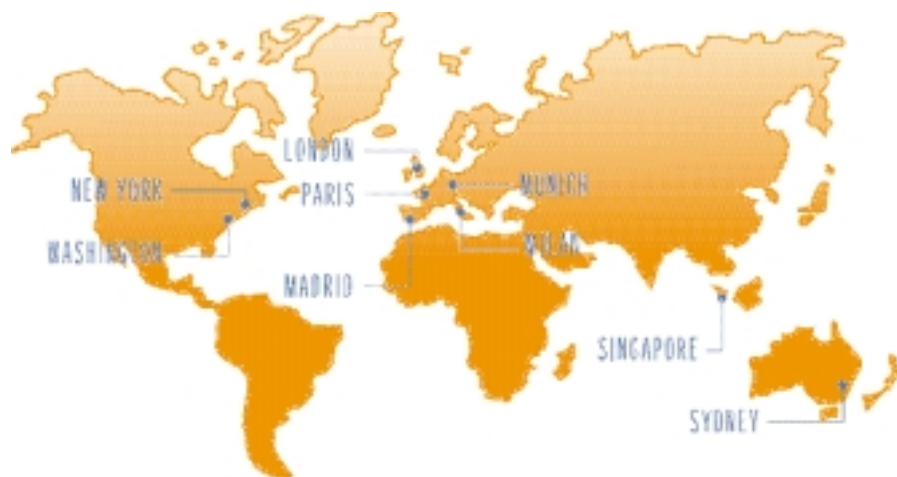 LONDON
NEW YORK
PARIS
MUNICH
WASHINGTON
MILAN
MADRID
SINGAPORE
SYDNEY